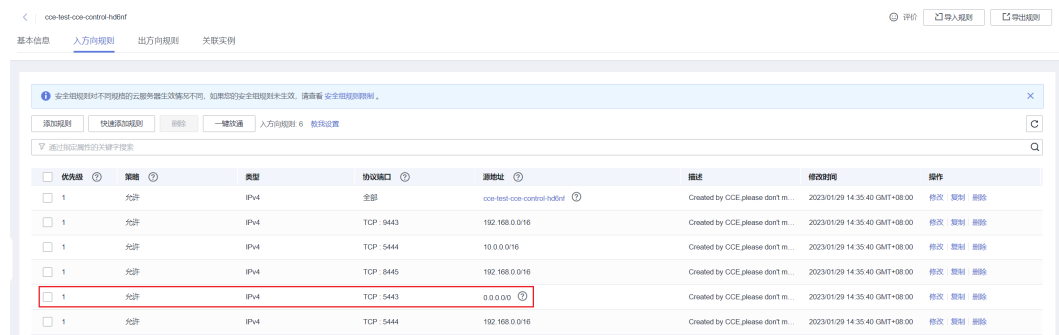 cce-test-cce-control-hd6nf 评价 导入规则 导出规则
基本信息 入方向规则 出方向规则 关联实例
安全组规则对不同规格的云服务器生效情况不同，如果您的安全组规则未生效，请查看 安全组规则限制 。
添加规则 快速添加规则 删除 一键放通 入方向规则: 6 教我设置
通过指定属性的关键字搜索
优先级 策略 类型 协议端口 源地址 描述 修改时间 操作
1 允许 IPv4 全部 cce-test-cce-control-hd6nf Created by CCE,please don't m... 2023/01/29 14:35:40 GMT+08:00 修改 复制 删除
1 允许 IPv4 TCP : 9443 192.168.0.0/16 Created by CCE,please don't m... 2023/01/29 14:35:40 GMT+08:00 修改 复制 删除
1 允许 IPv4 TCP : 5444 10.0.0.0/16 Created by CCE,please don't m... 2023/01/29 14:35:40 GMT+08:00 修改 复制 删除
1 允许 IPv4 TCP : 8445 192.168.0.0/16 Created by CCE,please don't m... 2023/01/29 14:35:40 GMT+08:00 修改 复制 删除
1 允许 IPv4 TCP : 5443 0.0.0.0/0 Created by CCE,please don't m... 2023/01/29 14:35:40 GMT+08:00 修改 复制 删除
1 允许 IPv4 TCP : 5444 192.168.0.0/16 Created by CCE,please don't m... 2023/01/29 14:35:40 GMT+08:00 修改 复制 删除